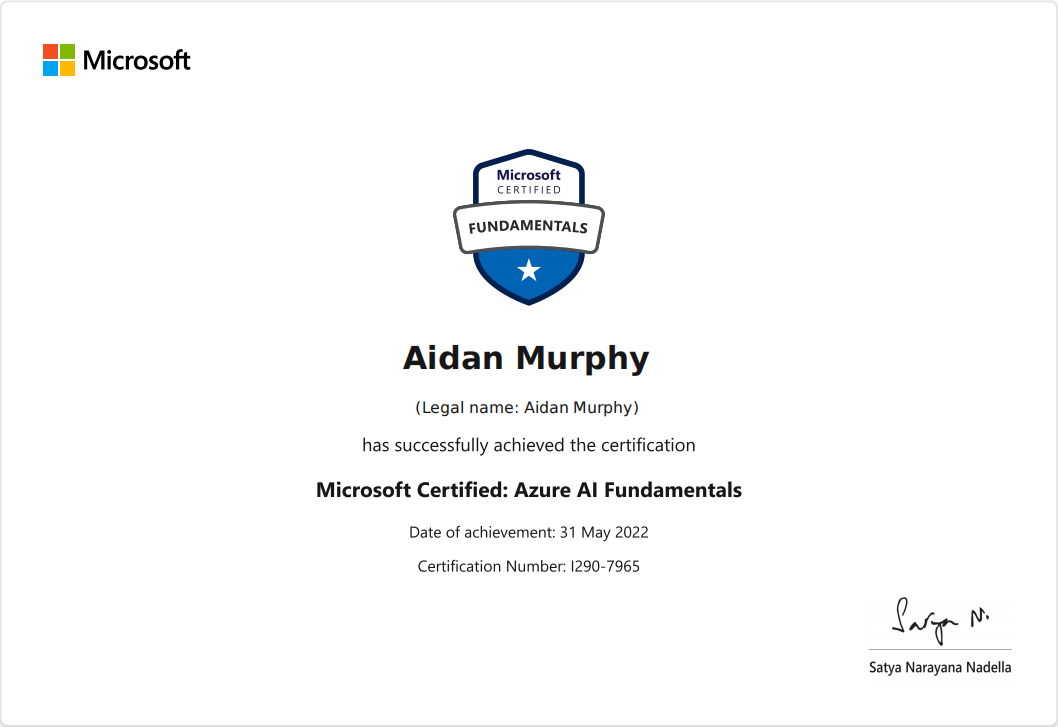 Microsoft
Microsoft
CERTIFIED
FUNDAMENTALS
Aidan Murphy
(Legal name: Aidan Murphy)
has successfully achieved the certification
Microsoft Certified: Azure AI Fundamentals
Date of achievement: 31 May 2022
Certification Number: I290-7965
Satya N.
Satya Narayana Nadella